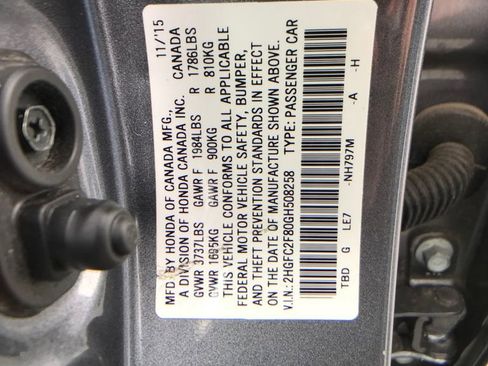 MFD. BY HONDA OF CANADA MFG., 11/'15
A DIVISION OF HONDA CANADA INC. CANADA
GVWR 3737LBS GAWR F 1984LBS R 1786LBS
GVWR 1695KG GAWR F 900KG R 810KG
THIS VEHICLE CONFORMS TO ALL APPLICABLE
FEDERAL MOTOR VEHICLE SAFETY, BUMPER,
AND THEFT PREVENTION STANDARDS IN EFFECT
ON THE DATE OF MANUFACTURE SHOWN ABOVE.
V.I.N.: 2HGFC2F80GH508258 TYPE: PASSENGER CAR
-NH797M -A -H
TBD G LE7